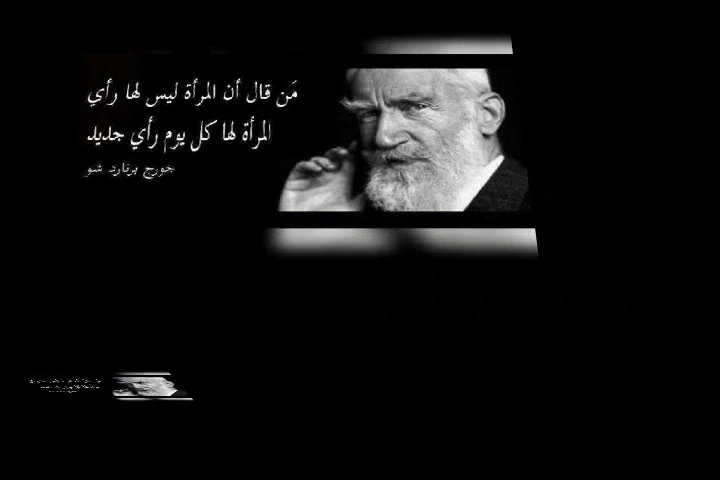 مَن قال أن المرأة ليس لها رأي
المرأة لها كل يوم رأي جديد
جورج برنارد شو